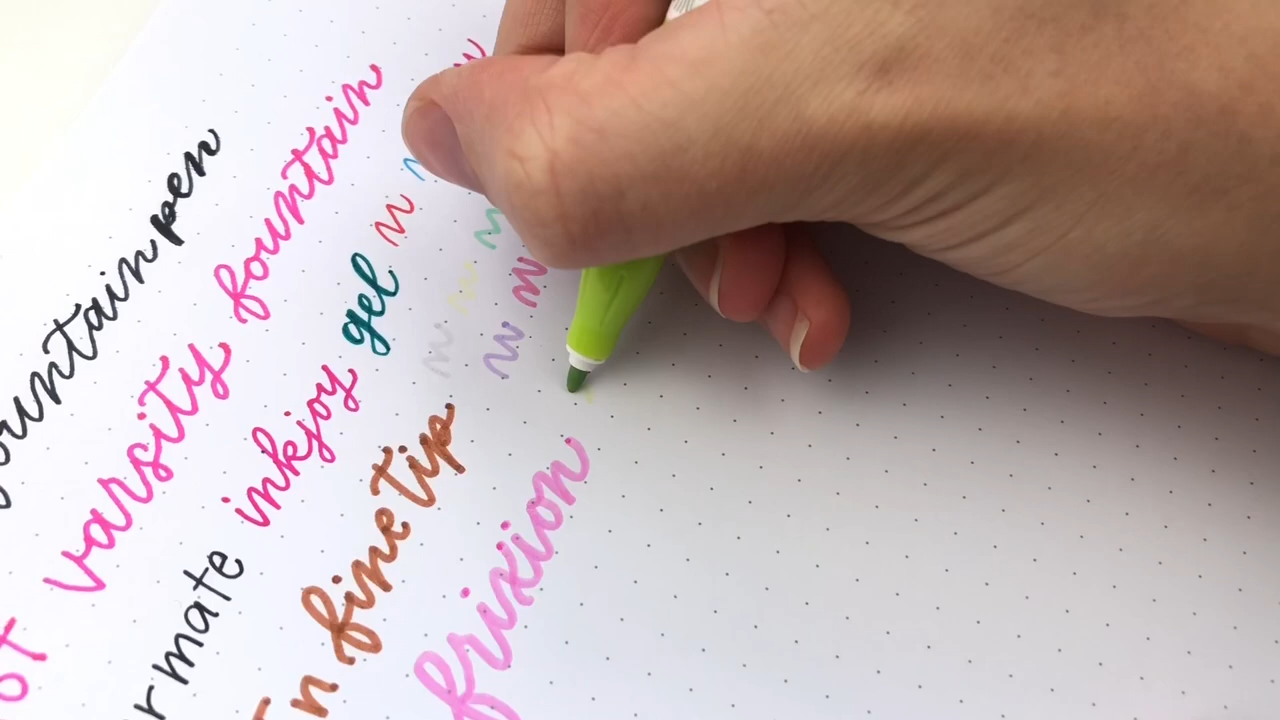 pen
varsity fountain
inkjoy gel
fine tip
frixion